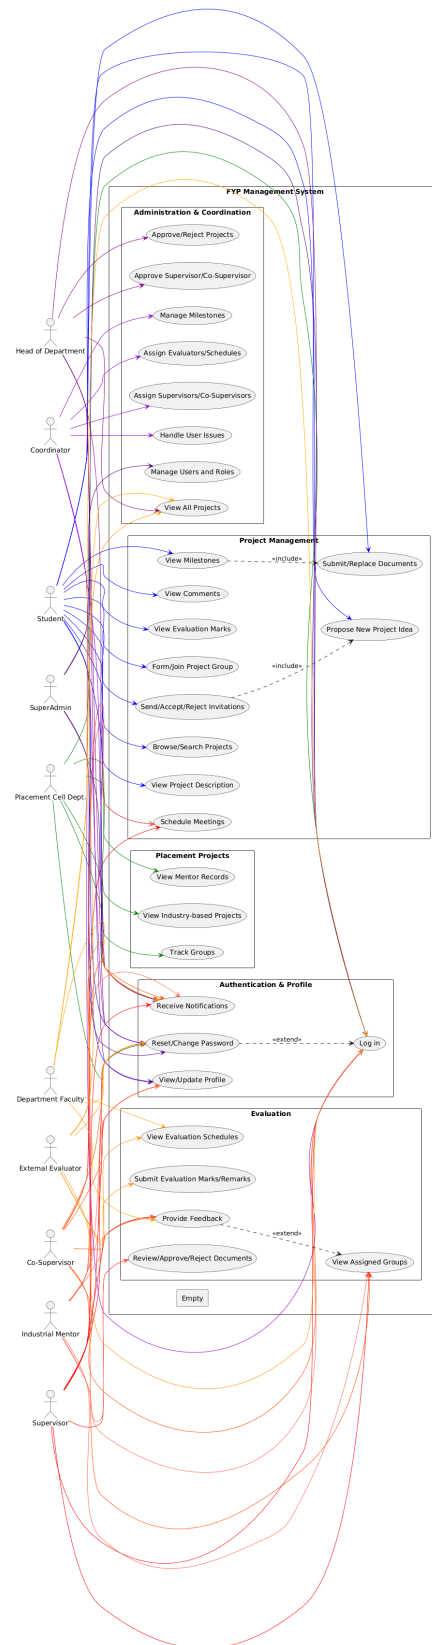 FYP Management System
Administration & Coordination
Approve/Reject Projects
Approve Supervisor/Co-Supervisor
Manage Milestones
Head of Department
Assign Evaluators/Schedules
Assign Supervisors/Co-Supervisors
Coordinator
Handle User Issues
Manage Users and Roles
View All Projects
Project Management
View Milestones
«include»
Submit/Replace Documents
View Comments
Student
View Evaluation Marks
Propose New Project Idea
Form/Join Project Group
«include»
SuperAdmin
Send/Accept/Reject Invitations
Browse/Search Projects
View Project Description
Placement Cell Dept.
Schedule Meetings
Placement Projects
View Mentor Records
View Industry-based Projects
Track Groups
Authentication & Profile
Receive Notifications
Reset/Change Password
«extend»
Log in
View/Update Profile
Department Faculty
Evaluation
View Evaluation Schedules
External Evaluator
Submit Evaluation Marks/Remarks
Provide Feedback
«extend»
Co-Supervisor
Review/Approve/Reject Documents
View Assigned Groups
Empty
Industrial Mentor
Supervisor